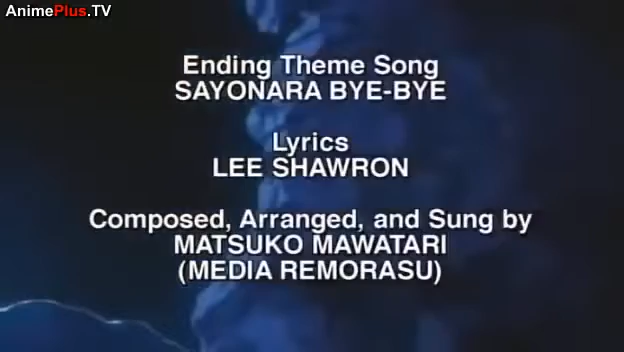 AnimePlus.TV
Ending Theme Song
SAYONARA BYE-BYE
Lyrics
LEE SHAWRON
Composed, Arranged, and Sung by
MATSUKO MAWATARI
(MEDIA REMORASU)